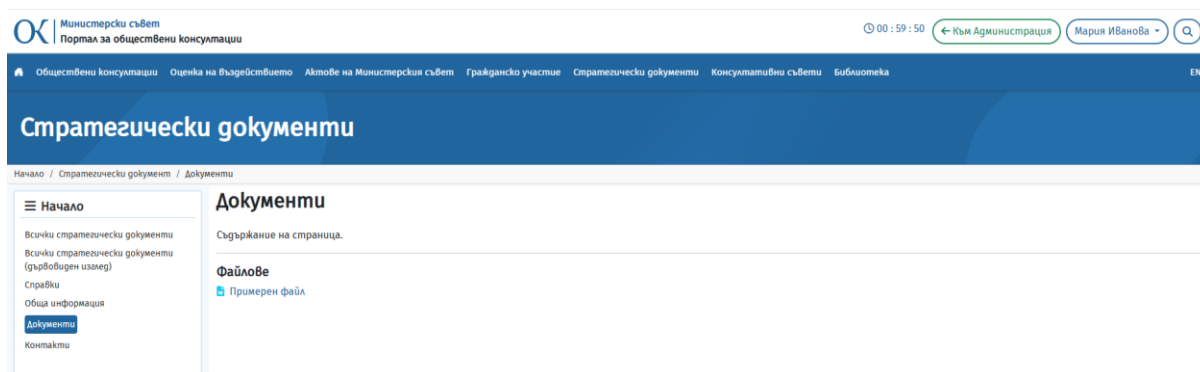 Министерски съвет
Портал за обществени консултации
00 : 59 : 50
Към Администрация
Мария Иванова
Обществени консултации Оценка на въздействието Актове на Министерския съвет Гражданско участие Стратегически документи Консултативни съвети Библиотека EN
Стратегически документи
Начало / Стратегически документ / Документи
Начало
Всички стратегически документи
Всички стратегически документи
(дървовиден изглед)
Справки
Обща информация
Документи
Контакти
Документи
Съдържание на страница.
Файлове
Примерен файл